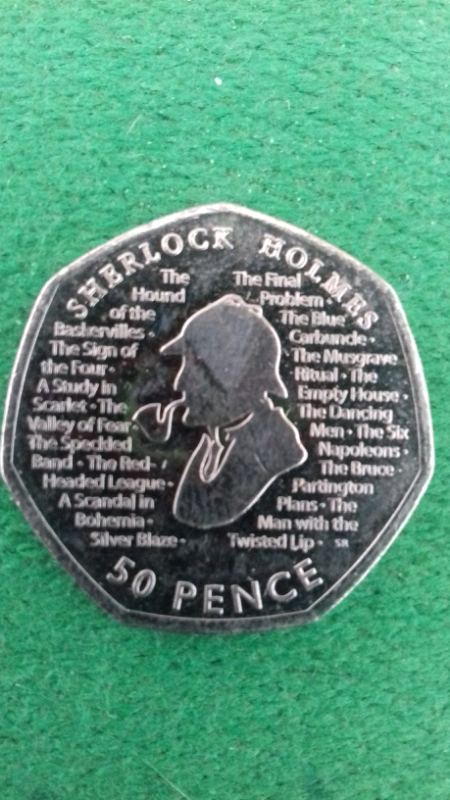 SHERLOCK HOLMES
The
Hound
of the
Baskervilles •
The Sign of
the Four •
A Study in
Scarlet • The
Valley of Fear •
The Speckled
Band • The Red-
Headed League •
A Scandal in
Bohemia •
Silver Blaze •
The Final
Problem •
The Blue
Carbuncle •
The Musgrave
Ritual • The
Empty House •
The Dancing
Men • The Six
Napoleons •
The Bruce-
Partington
Plans • The
Man with the
Twisted Lip • SR
50 PENCE